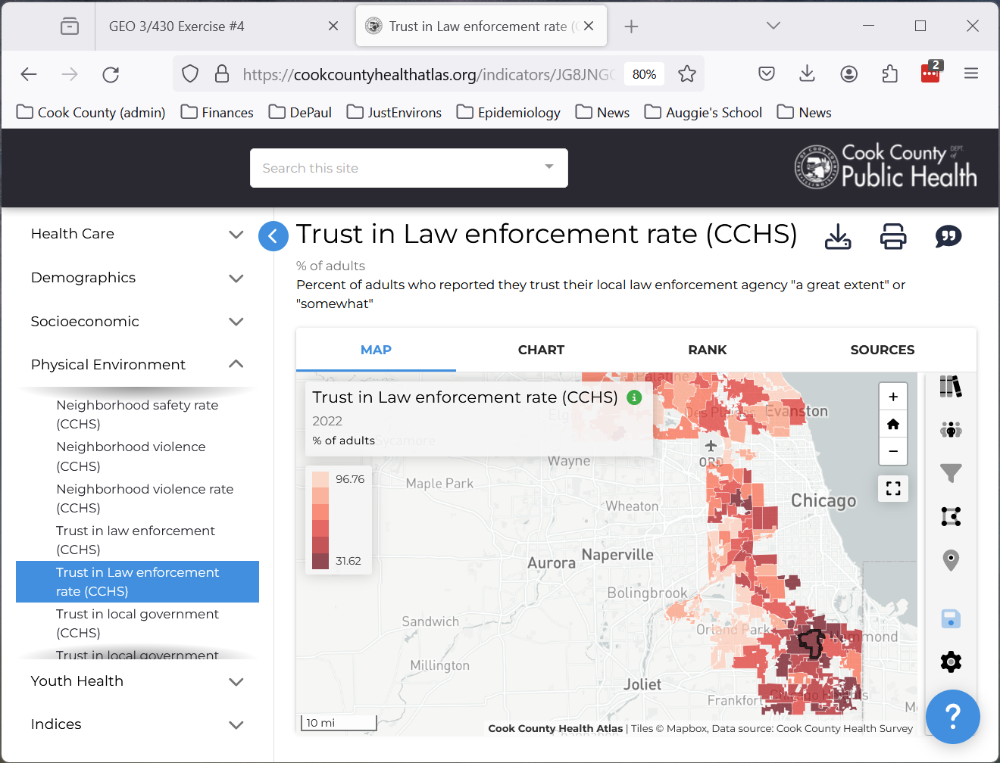 GEO 3/430 Exercise #4
Trust in Law enforcement rate (
https://cookcountyhealthatlas.org/indicators/JG8JNG
80%
2
Cook County (admin)
Finances
DePaul
JustEnvirons
Epidemiology
News
Auggie's School
News
Search this site
Cook County DEPT. of
Public Health
Health Care
Demographics
Socioeconomic
Physical Environment
Neighborhood safety rate
(CCHS)
Neighborhood violence
(CCHS)
Neighborhood violence rate
(CCHS)
Trust in law enforcement
(CCHS)
Trust in Law enforcement
rate (CCHS)
Trust in local government
(CCHS)
Trust in local government
Youth Health
Indices
Trust in Law enforcement rate (CCHS)
% of adults
Percent of adults who reported they trust their local law enforcement agency "a great extent" or
"somewhat"
MAP
CHART
RANK
SOURCES
Trust in Law enforcement rate (CCHS)
2022
% of adults
96.76
31.62
Palatine
Des Plaines
Evanston
Elgin
Sycamore
ORD
Wayne
Maple Park
Wheaton
Chicago
Aurora
Naperville
Bolingbrook
Sandwich
Orland Park
Hammond
Millington
Joliet
Frankfort
Chicago Heights
10 mi
+
−
Cook County Health Atlas | Tiles © Mapbox, Data source: Cook County Health Survey
?